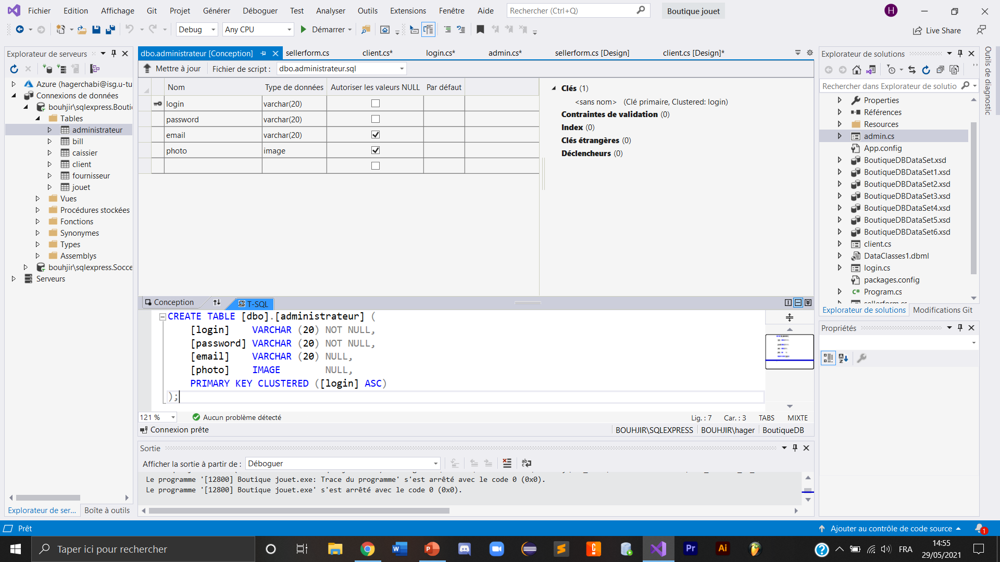 Fichier Edition Affichage Git Projet Générer Déboguer Test Analyser Outils Extensions Fenêtre Aide Rechercher (Ctrl+Q) Boutique jouet H
Debug Any CPU Démarrer Live Share
Explorateur de serveurs
Azure (hagerchabi@isg.u-tu
Connexions de données
bouhjir\sqlexpress.Bouti
Tables
administrateur
bill
caissier
client
fournisseur
jouet
Vues
Procédures stockées
Fonctions
Synonymes
Types
Assemblys
bouhjir\sqlexpress.Socce
Serveurs
Explorateur de ser... Boîte à outils
dbo.administrateur [Conception] sellerform.cs client.cs* login.cs* admin.cs* sellerform.cs [Design] client.cs [Design]*
Mettre à jour Fichier de script : dbo.administrateur.sql
Nom Type de données Autoriser les valeurs NULL Par défaut
login varchar(20)
password varchar(20)
email varchar(20)
photo image
Clés (1)
<sans nom> (Clé primaire, Clustered: login)
Contraintes de validation (0)
Index (0)
Clés étrangères (0)
Déclencheurs (0)
Conception T-SQL
CREATE TABLE [dbo].[administrateur] (
[login] VARCHAR (20) NOT NULL,
[password] VARCHAR (20) NOT NULL,
[email] VARCHAR (20) NULL,
[photo] IMAGE NULL,
PRIMARY KEY CLUSTERED ([login] ASC)
);
121 % Aucun problème détecté Lig. : 7 Car. : 3 TABS MIXTE
Connexion prête BOUHJIR\SQLEXPRESS BOUHJIR\hager BoutiqueDB
Sortie
Afficher la sortie à partir de : Déboguer
Le programme '[12800] Boutique jouet.exe: Trace du programme' s'est arrêté avec le code 0 (0x0).
Le programme '[12800] Boutique jouet.exe' s'est arrêté avec le code 0 (0x0).
Explorateur de solutions
Rechercher dans Explorateur de solutio
Properties
Références
Resources
admin.cs
App.config
BoutiqueDBDataSet.xsd
BoutiqueDBDataSet1.xsd
BoutiqueDBDataSet2.xsd
BoutiqueDBDataSet3.xsd
BoutiqueDBDataSet4.xsd
BoutiqueDBDataSet5.xsd
BoutiqueDBDataSet6.xsd
client.cs
DataClasses1.dbml
login.cs
packages.config
C# Program.cs
sellerform.cs
Explorateur de solutions Modifications Git
Propriétés
Outils de diagnostic
Prêt Ajouter au contrôle de code source 1
Taper ici pour rechercher FRA 14:55
29/05/2021